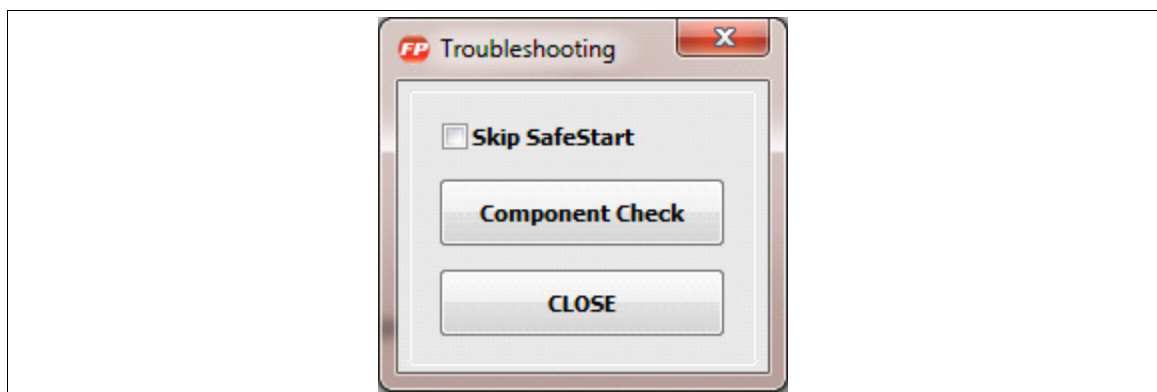 FP Troubleshooting
Skip SafeStart
Component Check
CLOSE